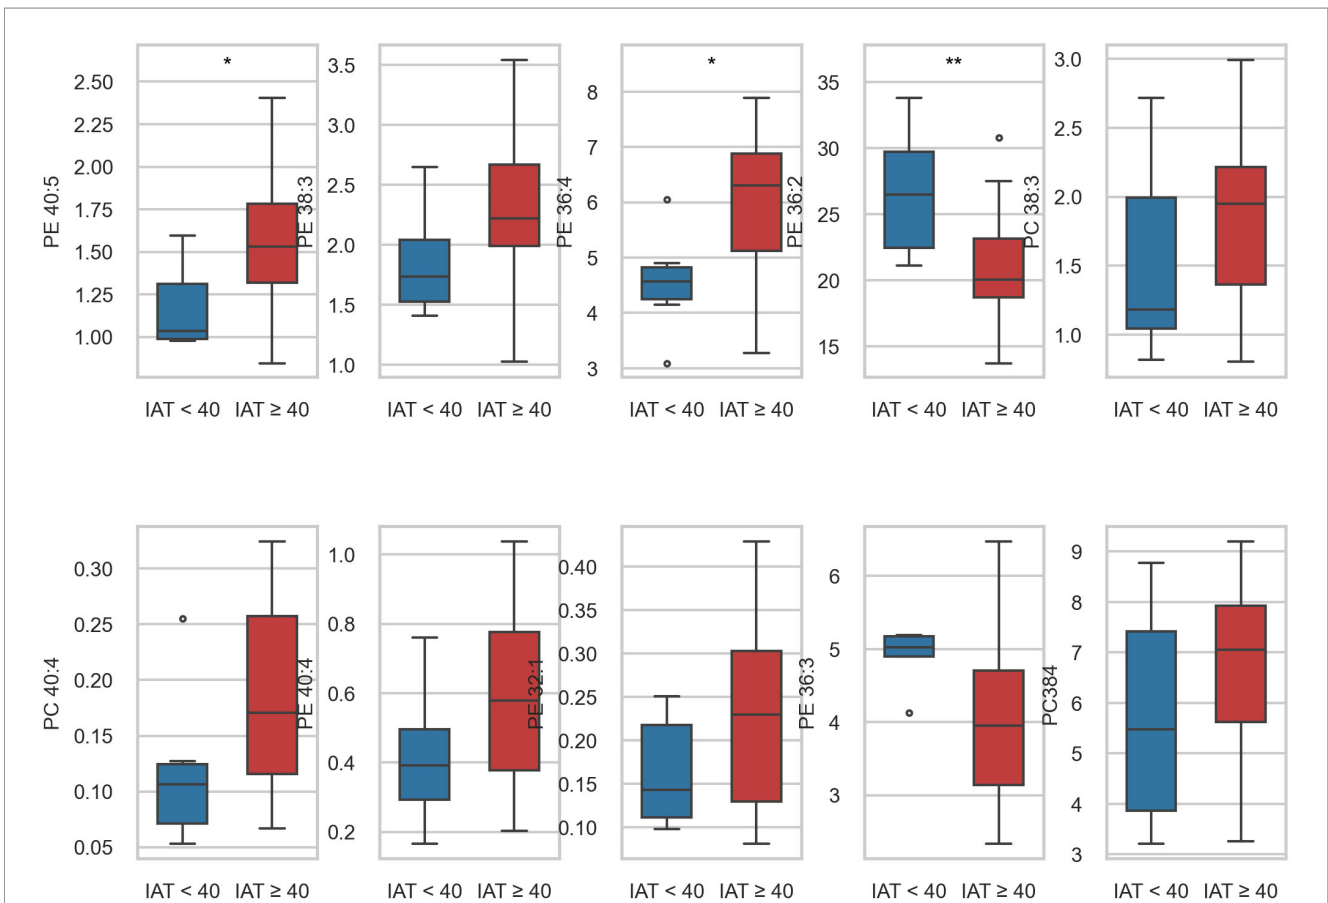 * * **
PE 40:5
2.50
2.25
2.00
1.75
1.50
1.25
1.00
IAT < 40 IAT ≥ 40
PE 38:3
3.5
3.0
2.5
2.0
1.5
1.0
IAT < 40 IAT ≥ 40
PE 36:4
8
7
6
5
4
3
IAT < 40 IAT ≥ 40
PE 36:2
35
30
25
20
15
IAT < 40 IAT ≥ 40
PC 38:3
3.0
2.5
2.0
1.5
1.0
IAT < 40 IAT ≥ 40
PC 40:4
0.30
0.25
0.20
0.15
0.10
0.05
IAT < 40 IAT ≥ 40
PE 40:4
1.0
0.8
0.6
0.4
0.2
IAT < 40 IAT ≥ 40
PE 32:1
0.40
0.35
0.30
0.25
0.20
0.15
0.10
IAT < 40 IAT ≥ 40
PE 36:3
6
5
4
3
IAT < 40 IAT ≥ 40
PC384
9
8
7
6
5
4
3
IAT < 40 IAT ≥ 40